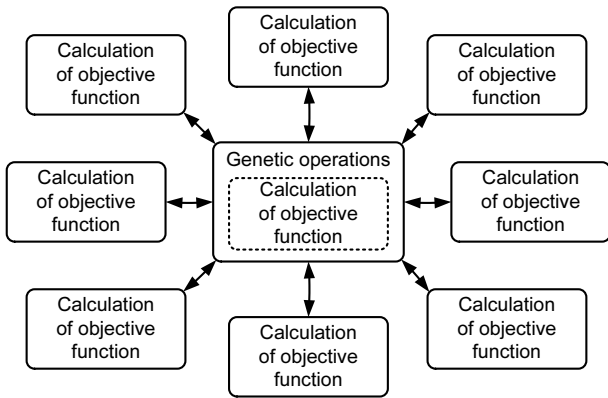 Calculation
of objective
function
Calculation
of objective
function
Calculation
of objective
function
Calculation
of objective
function
Genetic operations
Calculation
of objective
function
Calculation
of objective
function
Calculation
of objective
function
Calculation
of objective
function
Calculation
of objective
function